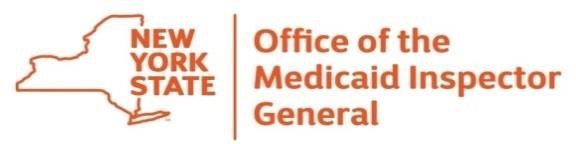 NEW
YORK
STATE
Office of the
Medicaid Inspector
General